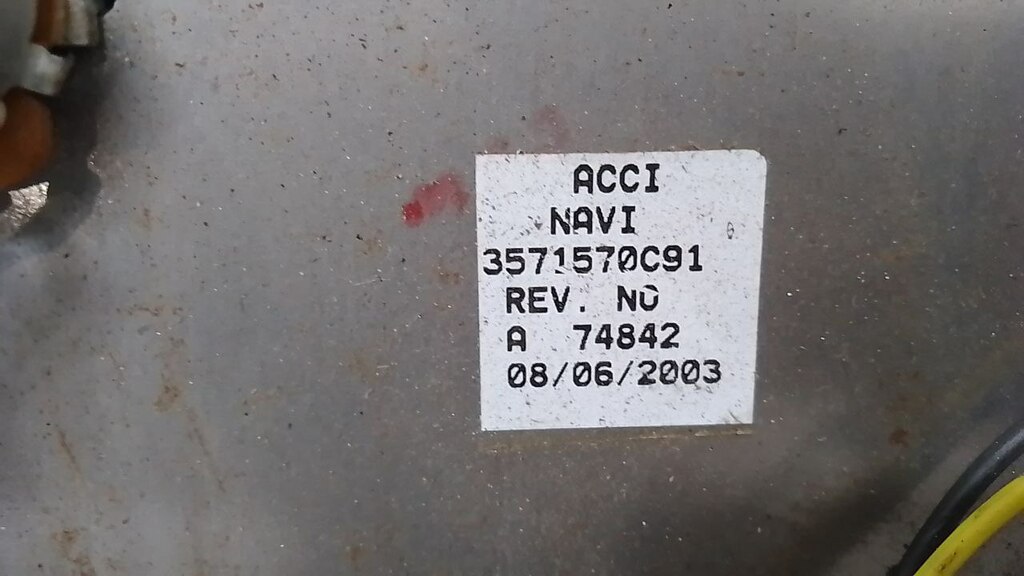 ACCI
NAVI
3571570C91
REV. NO
A 74842
08/06/2003